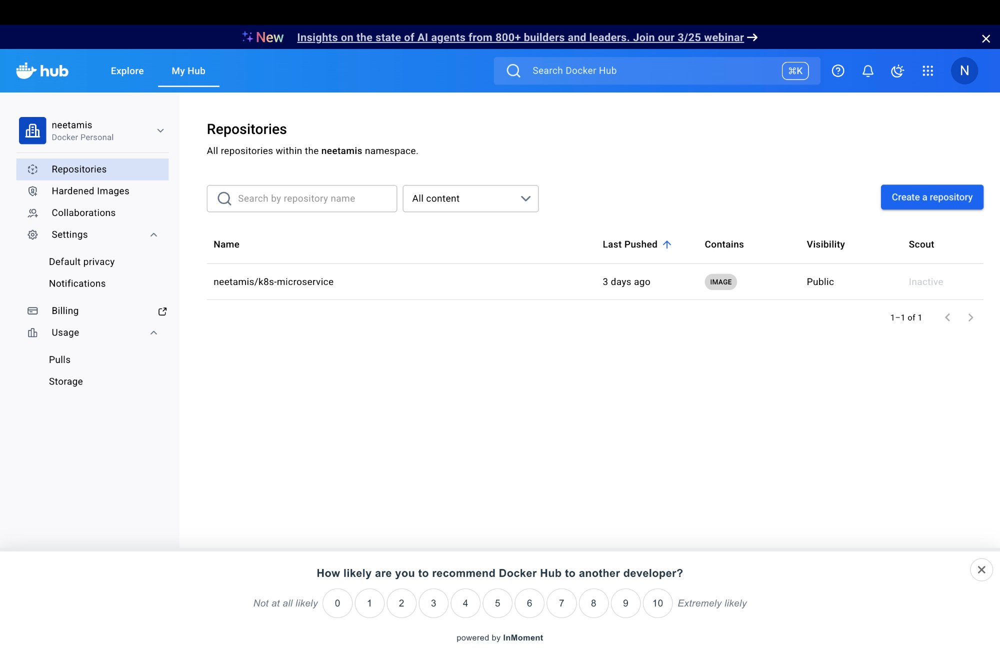 New Insights on the state of AI agents from 800+ builders and leaders. Join our 3/25 webinar →
hub Explore My Hub Search Docker Hub ⌘K N
neetamis
Docker Personal
Repositories
Hardened Images
Collaborations
Settings
Default privacy
Notifications
Billing
Usage
Pulls
Storage
Repositories
All repositories within the neetamis namespace.
Search by repository name All content Create a repository
Name Last Pushed Contains Visibility Scout
neetamis/k8s-microservice 3 days ago IMAGE Public Inactive
1–1 of 1
How likely are you to recommend Docker Hub to another developer?
Not at all likely 0 1 2 3 4 5 6 7 8 9 10 Extremely likely
powered by InMoment